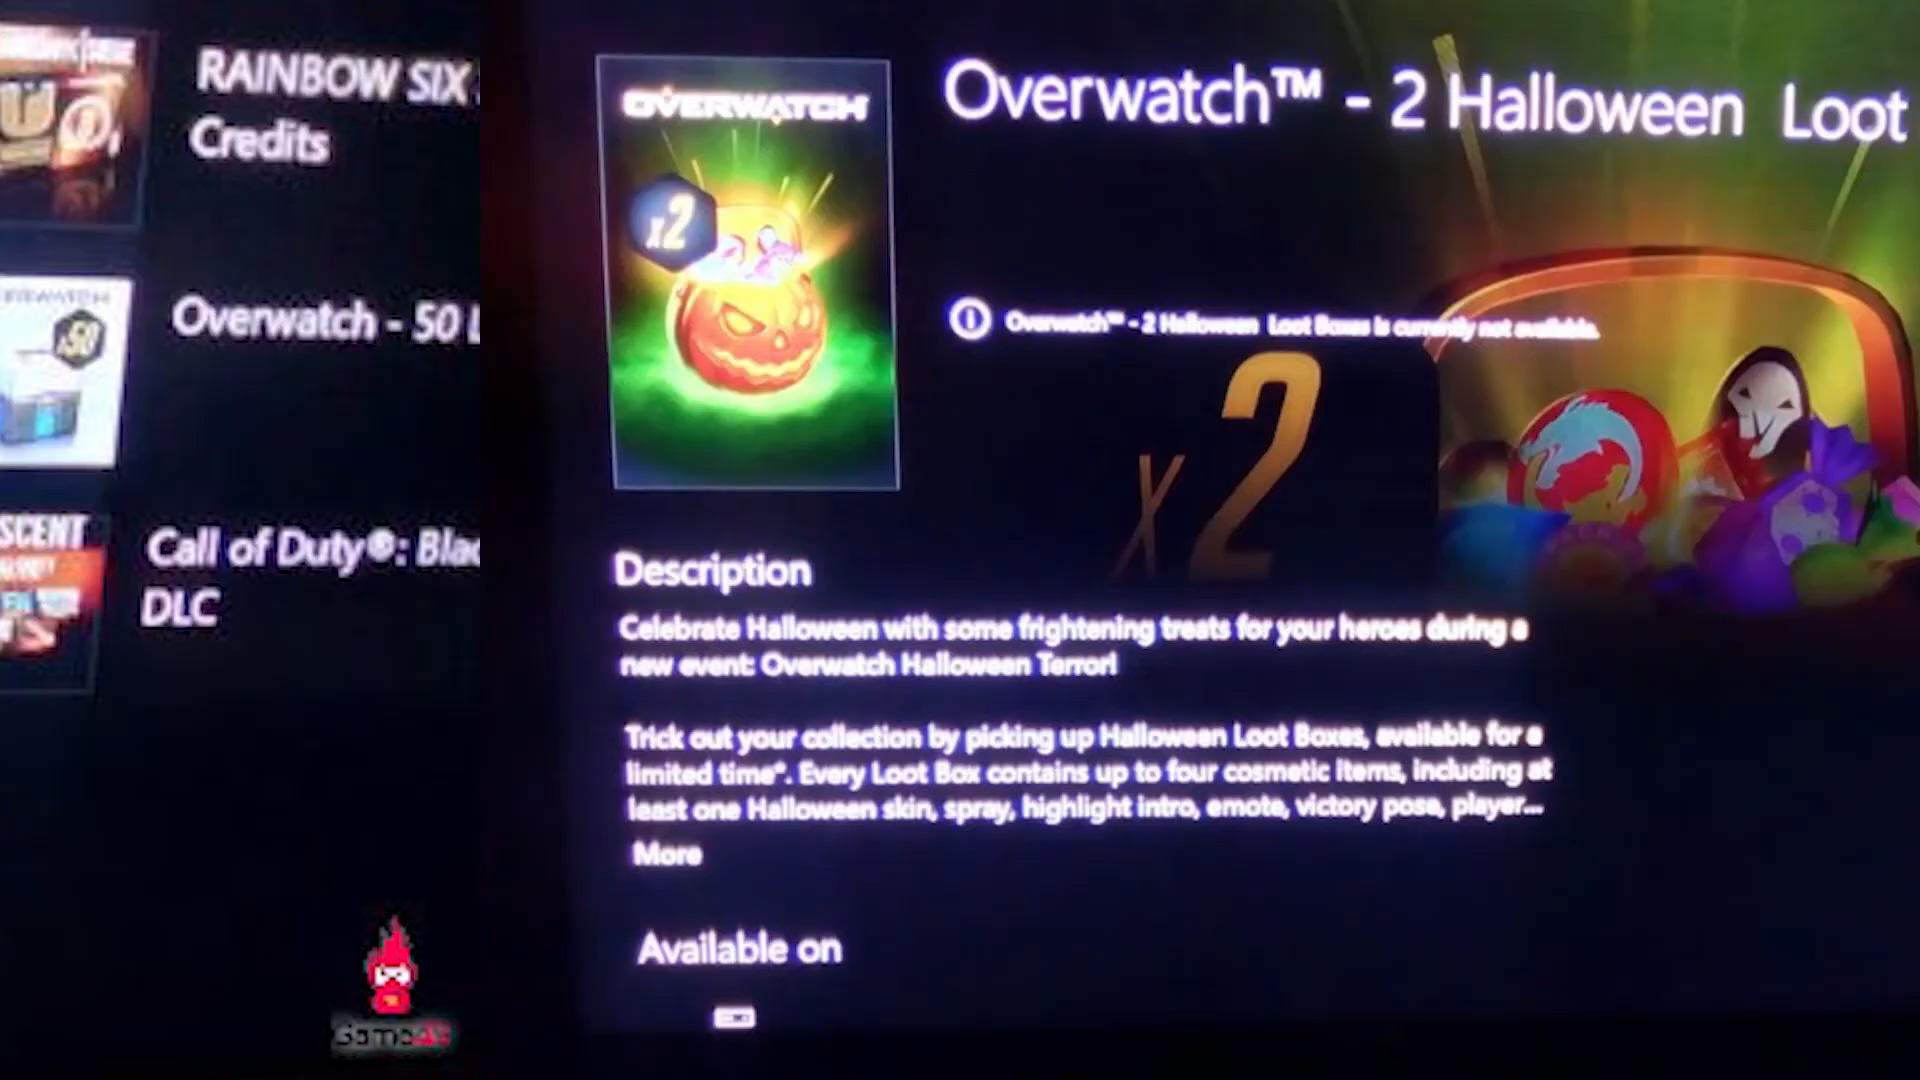 RAINBOW SIX
Credits
OVERWATCH
x50
Overwatch - 50
SCENT
Call of Duty®: Blac
DLC
OVERWATCH
x2
Overwatch™ - 2 Halloween Loot
Overwatch™ - 2 Halloween Loot Boxes is currently not available.
x2
Description
Celebrate Halloween with some frightening treats for your heroes during a
new event: Overwatch Halloween Terror!
Trick out your collection by picking up Halloween Loot Boxes, available for a
limited time*. Every Loot Box contains up to four cosmetic items, including at
least one Halloween skin, spray, highlight intro, emote, victory pose, player...
More
Available on